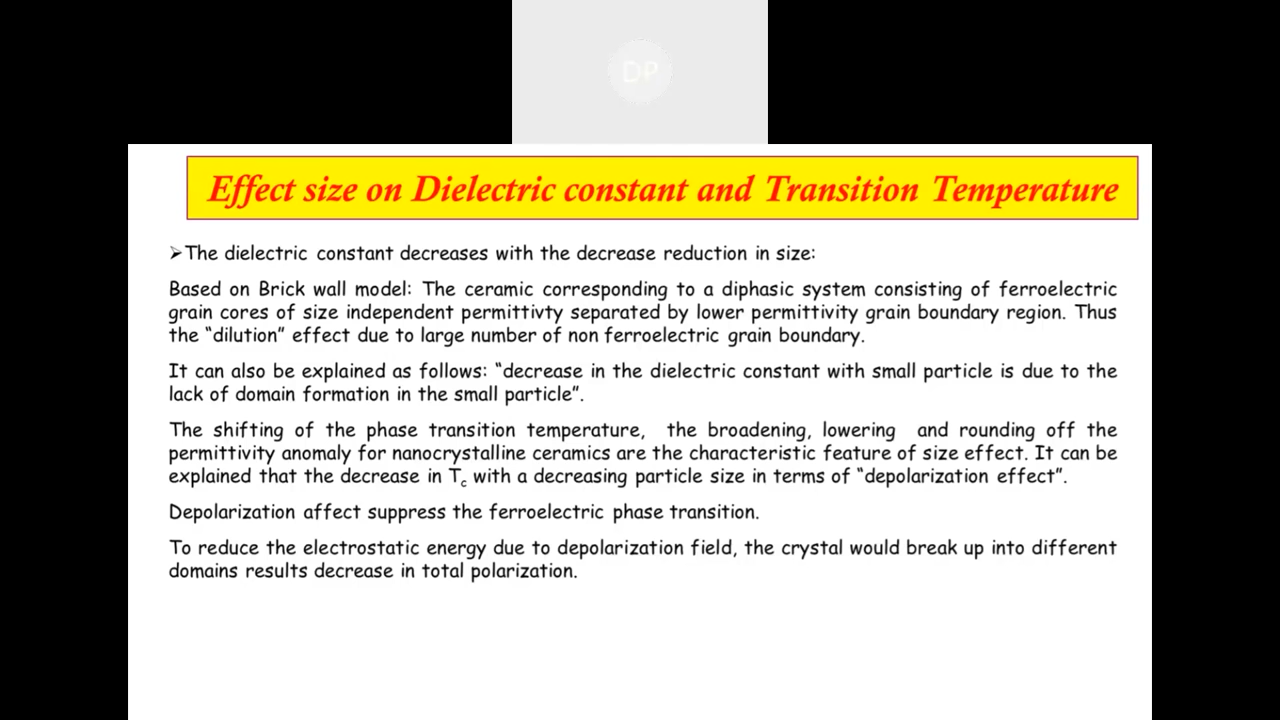 DP
Effect size on Dielectric constant and Transition Temperature
➢The dielectric constant decreases with the decrease reduction in size:
Based on Brick wall model: The ceramic corresponding to a diphasic system consisting of ferroelectric
grain cores of size independent permittivty separated by lower permittivity grain boundary region. Thus
the “dilution” effect due to large number of non ferroelectric grain boundary.
It can also be explained as follows: “decrease in the dielectric constant with small particle is due to the
lack of domain formation in the small particle”.
The shifting of the phase transition temperature, the broadening, lowering and rounding off the
permittivity anomaly for nanocrystalline ceramics are the characteristic feature of size effect. It can be
explained that the decrease in Tc with a decreasing particle size in terms of “depolarization effect”.
Depolarization affect suppress the ferroelectric phase transition.
To reduce the electrostatic energy due to depolarization field, the crystal would break up into different
domains results decrease in total polarization.